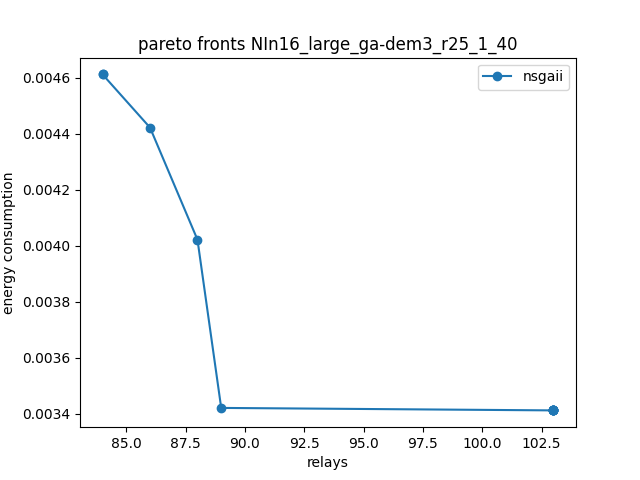 pareto fronts NIn16_large_ga-dem3_r25_1_40
nsgaii
energy consumption
0.0046
0.0044
0.0042
0.0040
0.0038
0.0036
0.0034
85.0 87.5 90.0 92.5 95.0 97.5 100.0 102.5
relays